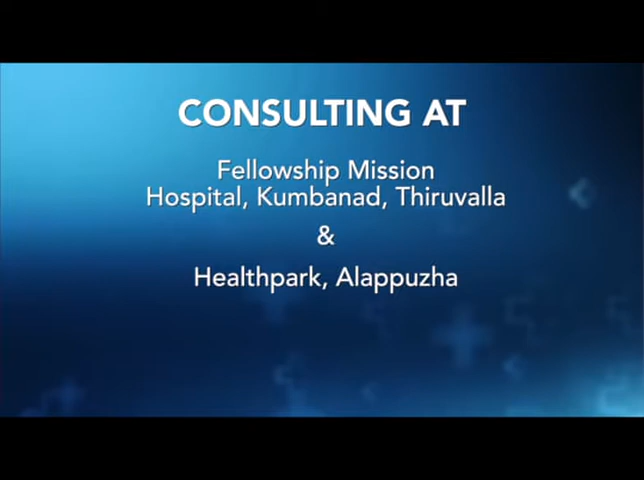 CONSULTING AT
Fellowship Mission
Hospital, Kumbanad, Thiruvalla
&
Healthpark, Alappuzha